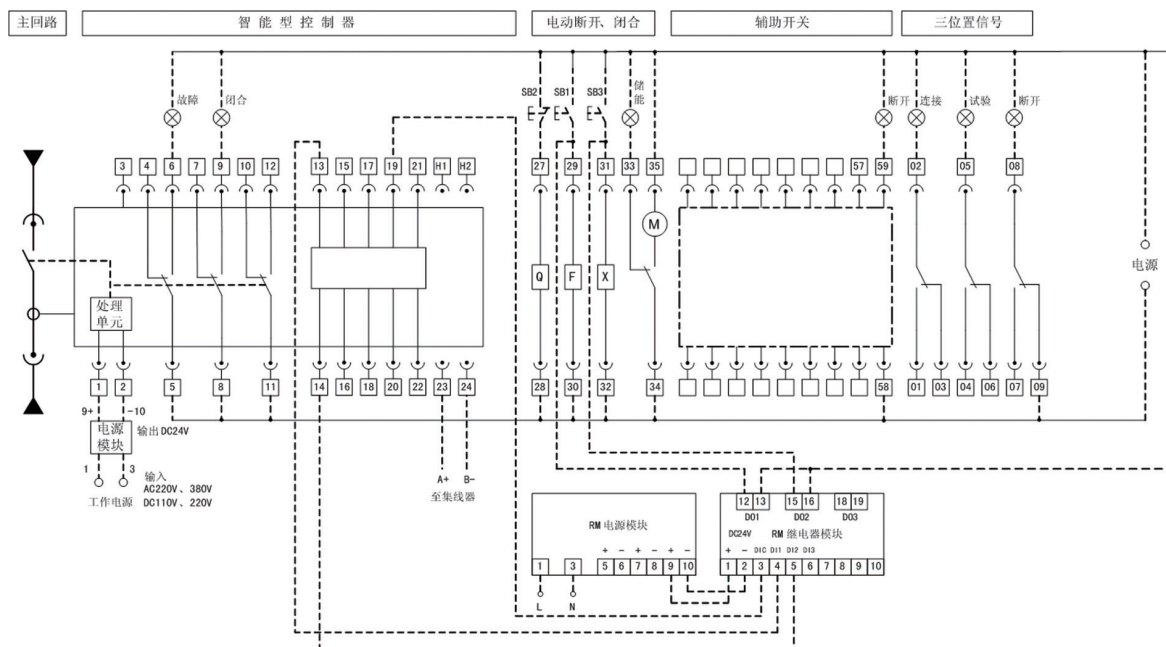 主回路 智能型控制器 电动断开、闭合 辅助开关 三位置信号
故障 闭合 SB2 SB1 SB3 储能 断开 连接 试验 断开
3 4 6 7 9 10 12 13 15 17 19 21 H1 H2 27 29 31 33 35 57 59 02 05 08
M
Q F X
电源
处理
单元
1 2 5 8 11 14 16 18 20 22 23 24 28 30 32 34 58 01 03 04 06 07 09
9+ -10
电源
模块
输出DC24V
1 3
输入
AC220V、380V
工作电源 DC110V、220V
A+ B-
至集线器
12 13 15 16 18 19
DO1 DO2 DO3
RM 电源模块
DC24V RM 继电器模块
+ - + - + -
+ - DIC DI1 DI2 DI3
1 3 5 6 7 8 9 10
1 2 3 4 5 6 7 8 9 10
L N